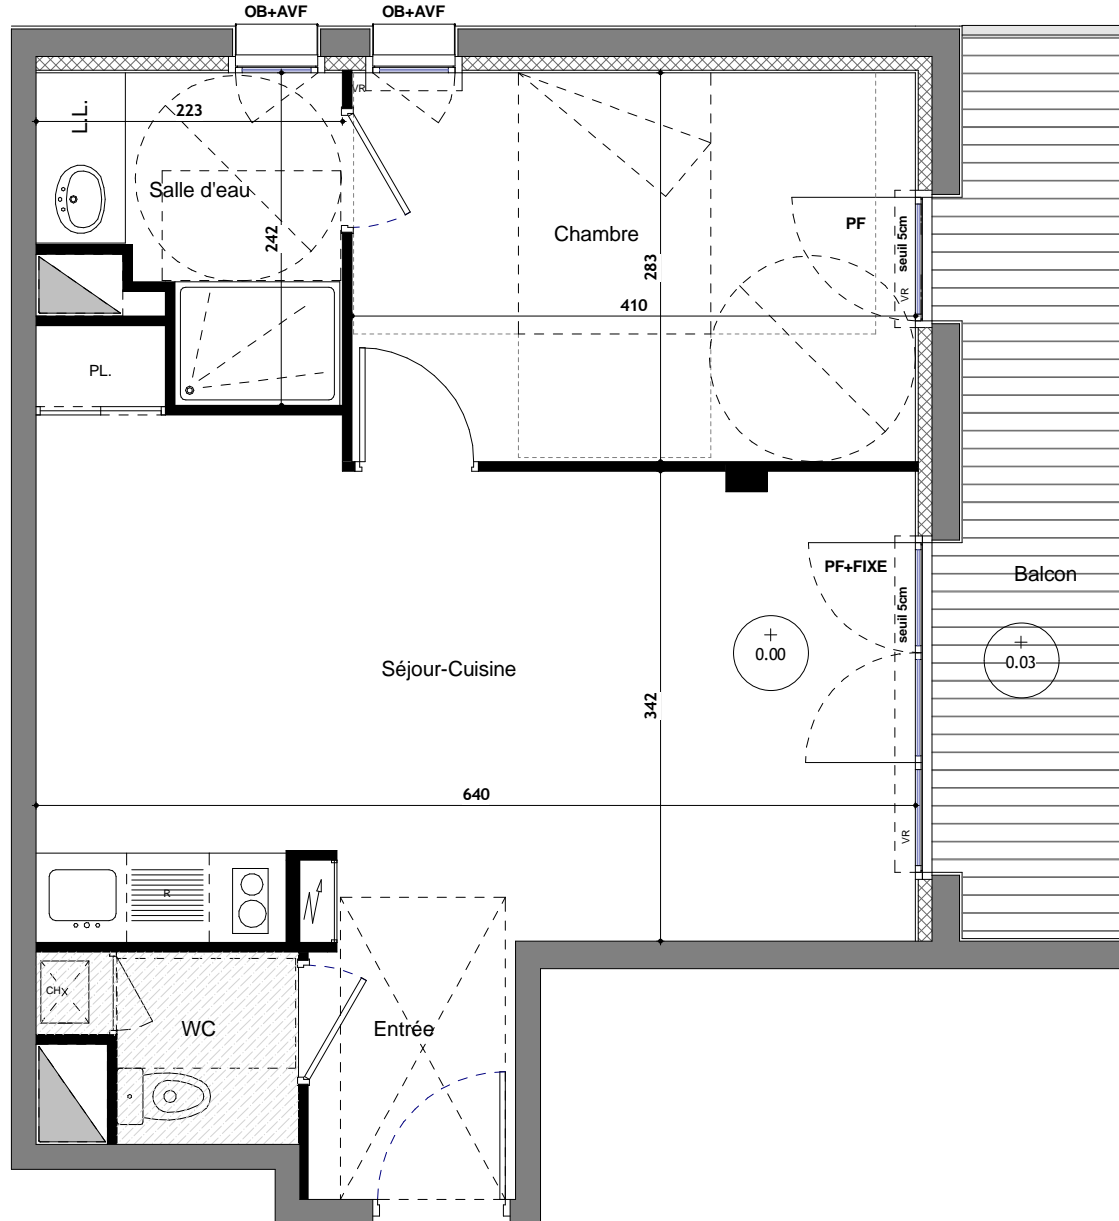 OB+AVF
OB+AVF
L.L.
223
VR
Salle d'eau
242
Chambre
283
410
PF
seuil 5cm
VR
PL.
PF+FIXE
seuil 5cm
Balcon
0.00
0.03
Séjour-Cuisine
342
640
VR
R
CHX
WC
Entrée